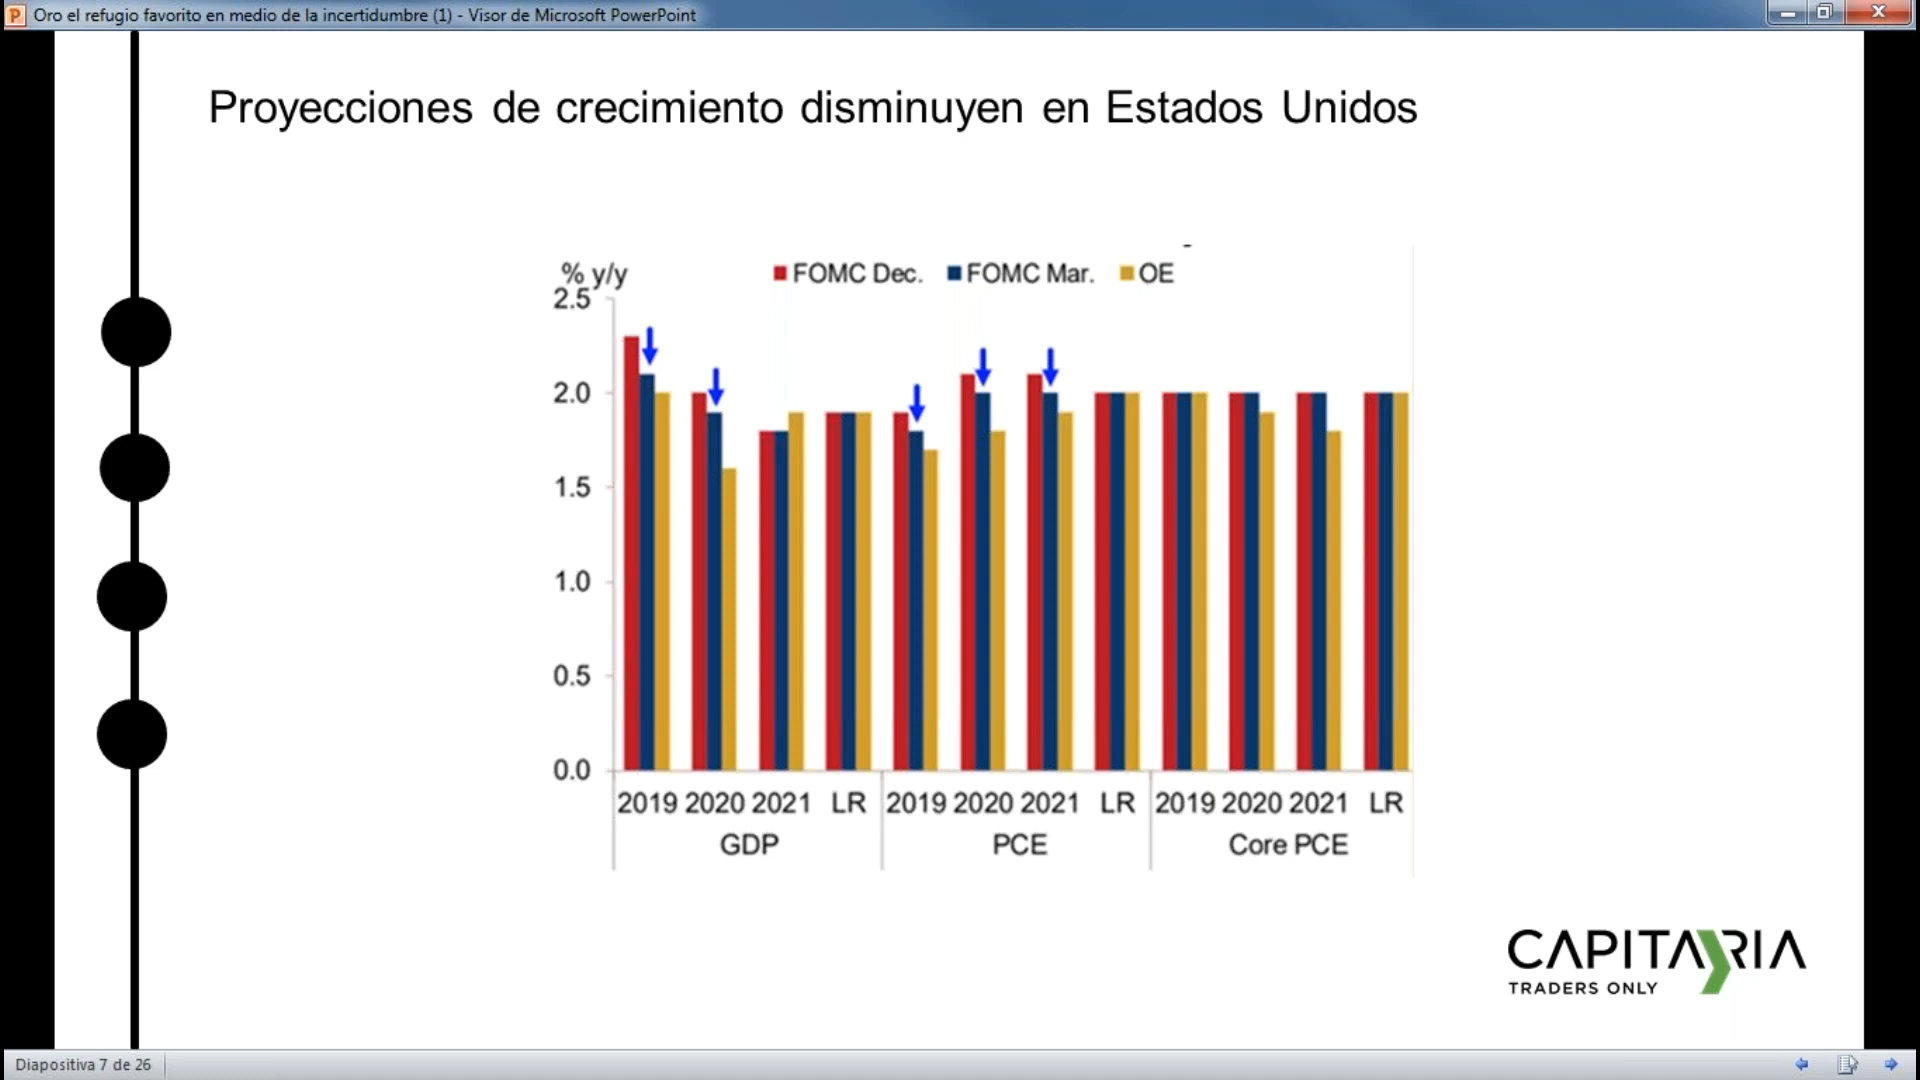 Oro el refugio favorito en medio de la incertidumbre (1) - Visor de Microsoft PowerPoint
Proyecciones de crecimiento disminuyen en Estados Unidos
% y/y
FOMC Dec. FOMC Mar. OE
2.5
2.0
1.5
1.0
0.5
0.0
2019 2020 2021 LR 2019 2020 2021 LR 2019 2020 2021 LR
GDP PCE Core PCE
CAPITARIA
TRADERS ONLY
Diapositiva 7 de 26